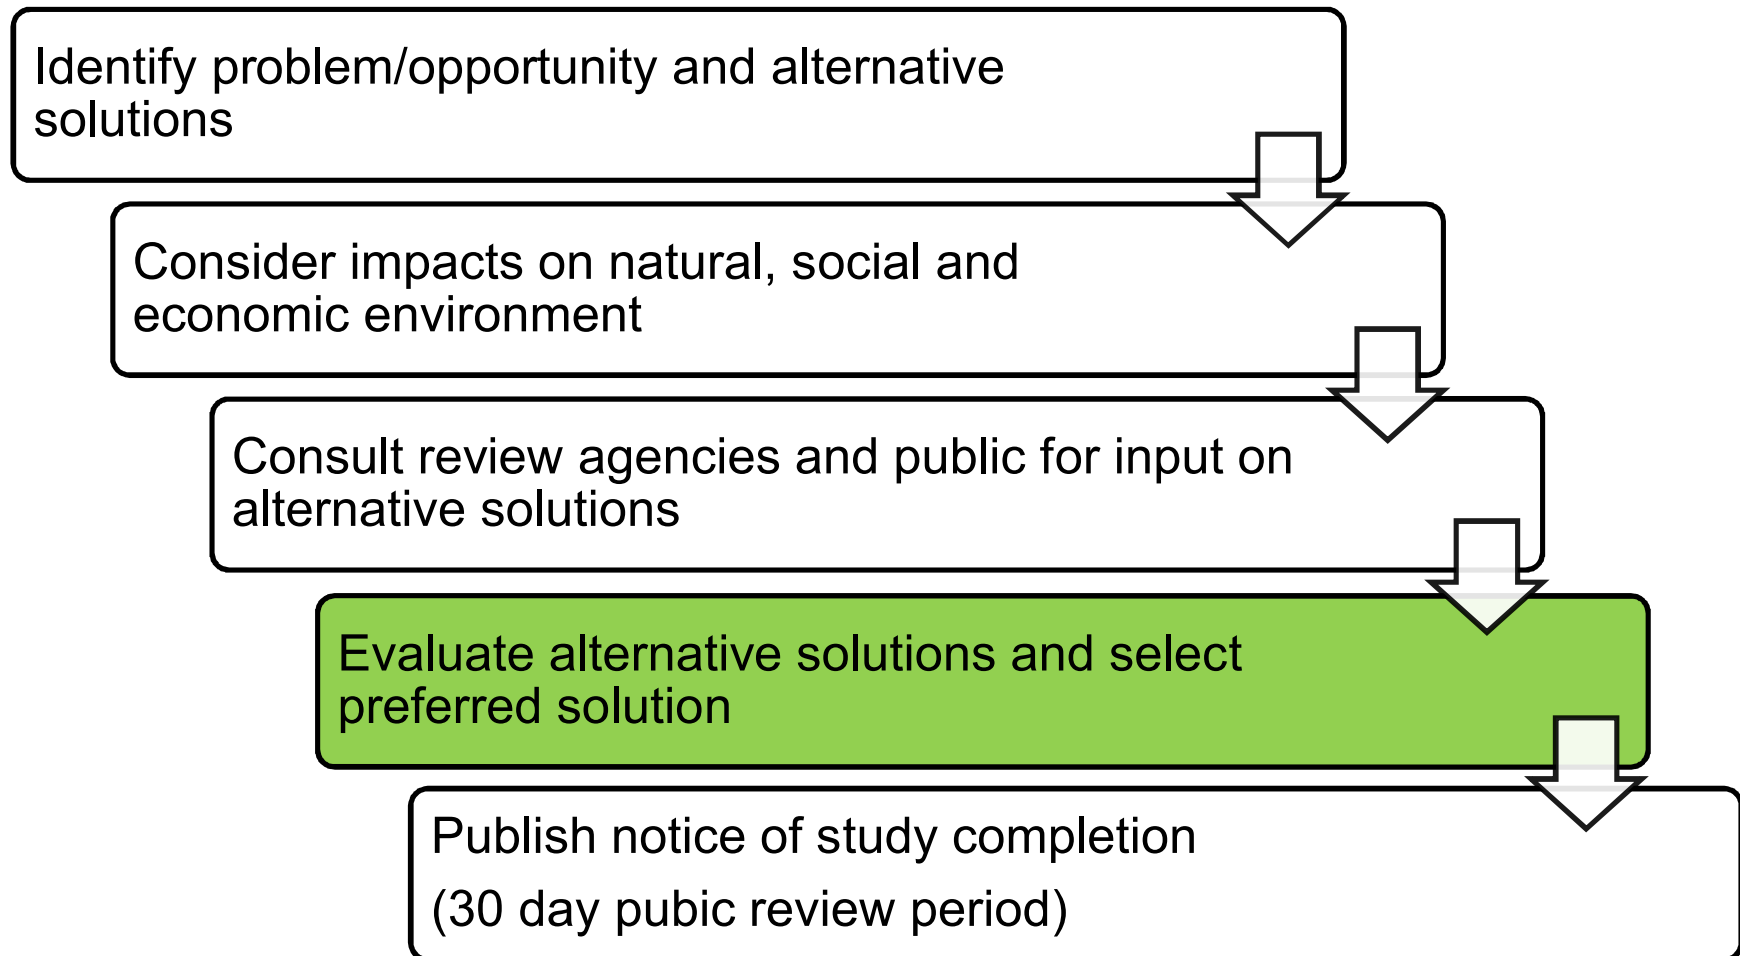 Identify problem/opportunity and alternative
solutions
Consider impacts on natural, social and
economic environment
Consult review agencies and public for input on
alternative solutions
Evaluate alternative solutions and select
preferred solution
Publish notice of study completion
(30 day pubic review period)